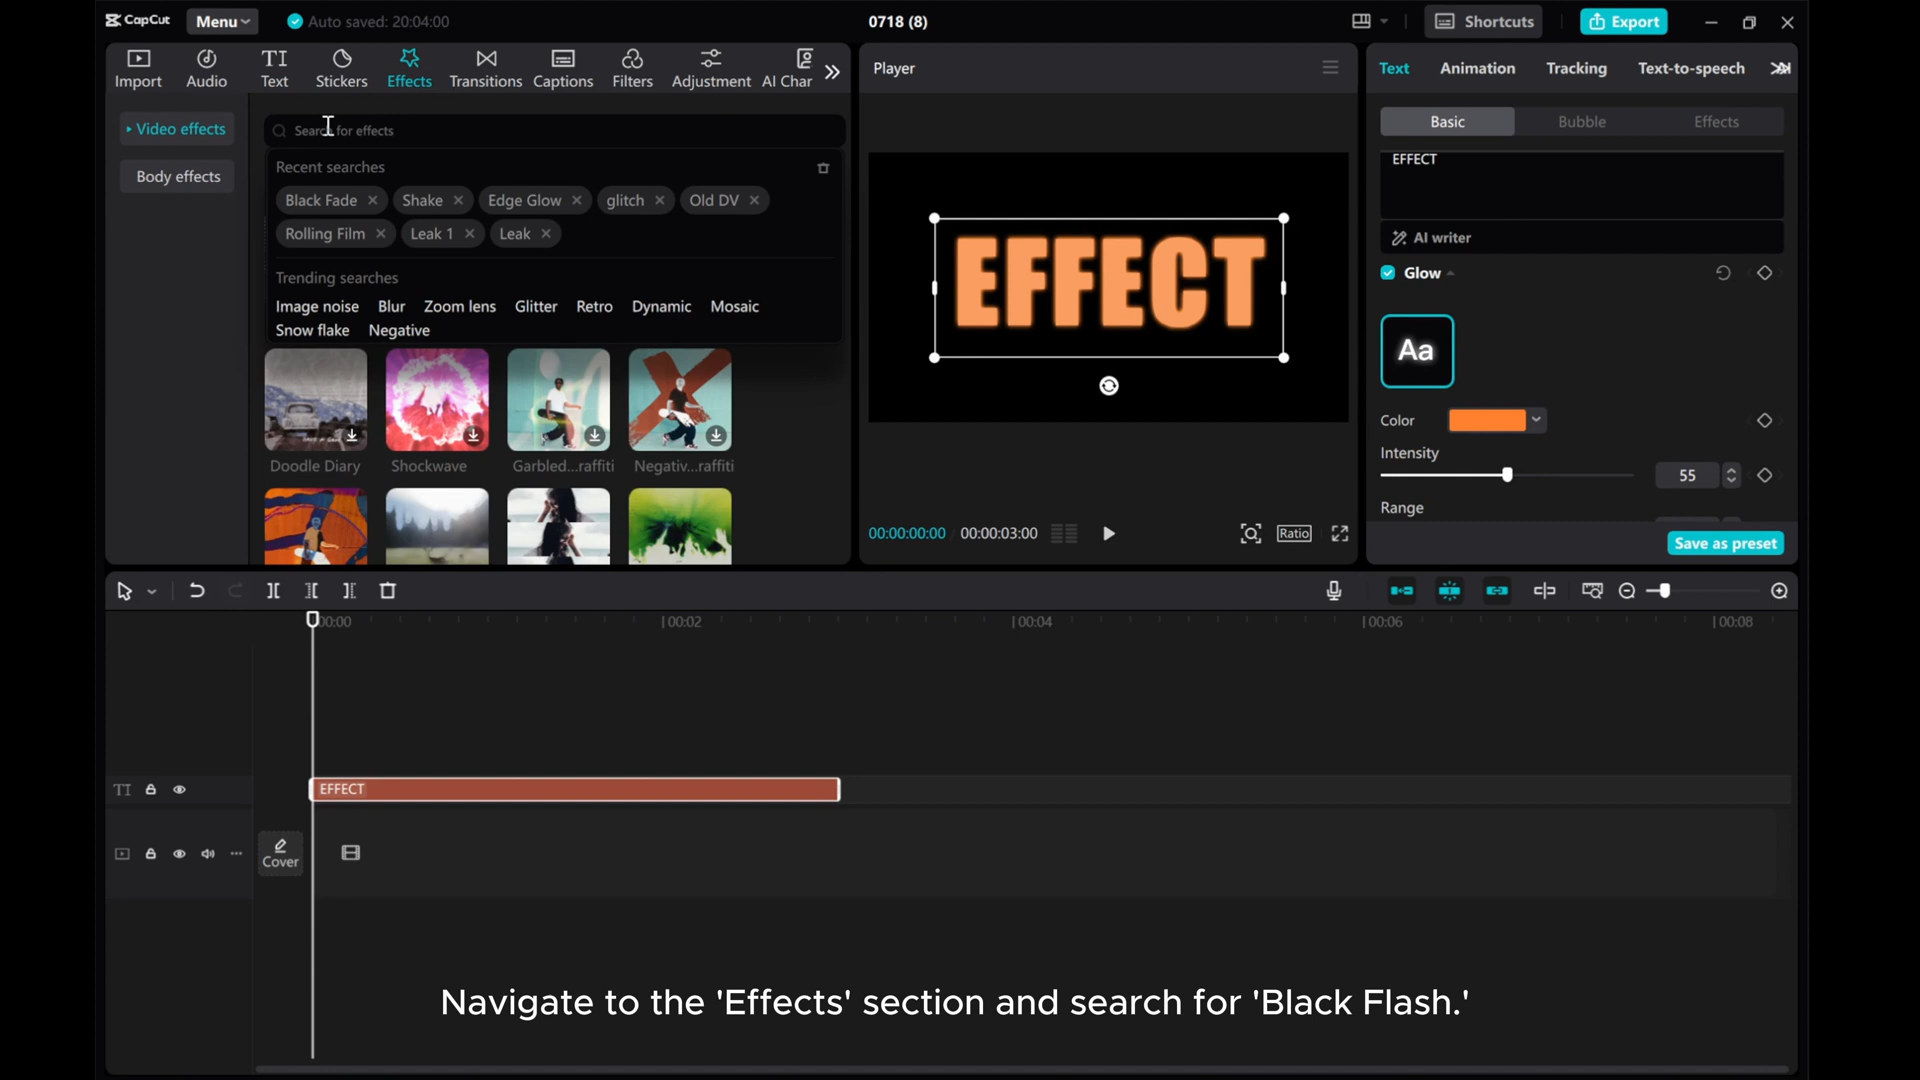 CapCut
Menu
Auto saved: 20:04:00
0718 (8)
Shortcuts
Export
Import
Audio
TI
Text
Stickers
Effects
Transitions
Captions
Filters
Adjustment
AI Char
Video effects
Body effects
Search for effects
Recent searches
Black Fade
Shake
Edge Glow
glitch
Old DV
Rolling Film
Leak 1
Leak
Trending searches
Image noise Blur Zoom lens Glitter Retro Dynamic Mosaic
Snow flake Negative
Doodle Diary
Shockwave
Garbled...raffiti
Negativ...raffiti
Player
EFFECT
00:00:00:00
00:00:03:00
Ratio
Text
Animation
Tracking
Text-to-speech
Basic
Bubble
Effects
EFFECT
AI writer
Glow
Aa
Color
Intensity
55
Range
Save as preset
00:00
00:02
00:04
00:06
00:08
TI
EFFECT
Cover
Navigate to the 'Effects' section and search for 'Black Flash.'